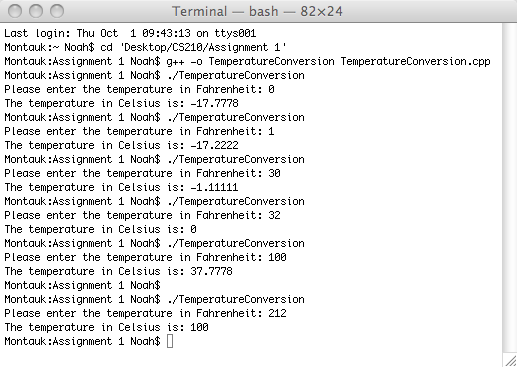 Terminal — bash — 82×24
Last login: Thu Oct  1 09:43:13 on ttys001
Montauk:~ Noah$ cd 'Desktop/CS210/Assignment 1'
Montauk:Assignment 1 Noah$ g++ -o TemperatureConversion TemperatureConversion.cpp
Montauk:Assignment 1 Noah$ ./TemperatureConversion
Please enter the temperature in Fahrenheit: 0
The temperature in Celsius is: -17.7778
Montauk:Assignment 1 Noah$ ./TemperatureConversion
Please enter the temperature in Fahrenheit: 1
The temperature in Celsius is: -17.2222
Montauk:Assignment 1 Noah$ ./TemperatureConversion
Please enter the temperature in Fahrenheit: 30
The temperature in Celsius is: -1.11111
Montauk:Assignment 1 Noah$ ./TemperatureConversion
Please enter the temperature in Fahrenheit: 32
The temperature in Celsius is: 0
Montauk:Assignment 1 Noah$ ./TemperatureConversion
Please enter the temperature in Fahrenheit: 100
The temperature in Celsius is: 37.7778
Montauk:Assignment 1 Noah$
Montauk:Assignment 1 Noah$ ./TemperatureConversion
Please enter the temperature in Fahrenheit: 212
The temperature in Celsius is: 100
Montauk:Assignment 1 Noah$